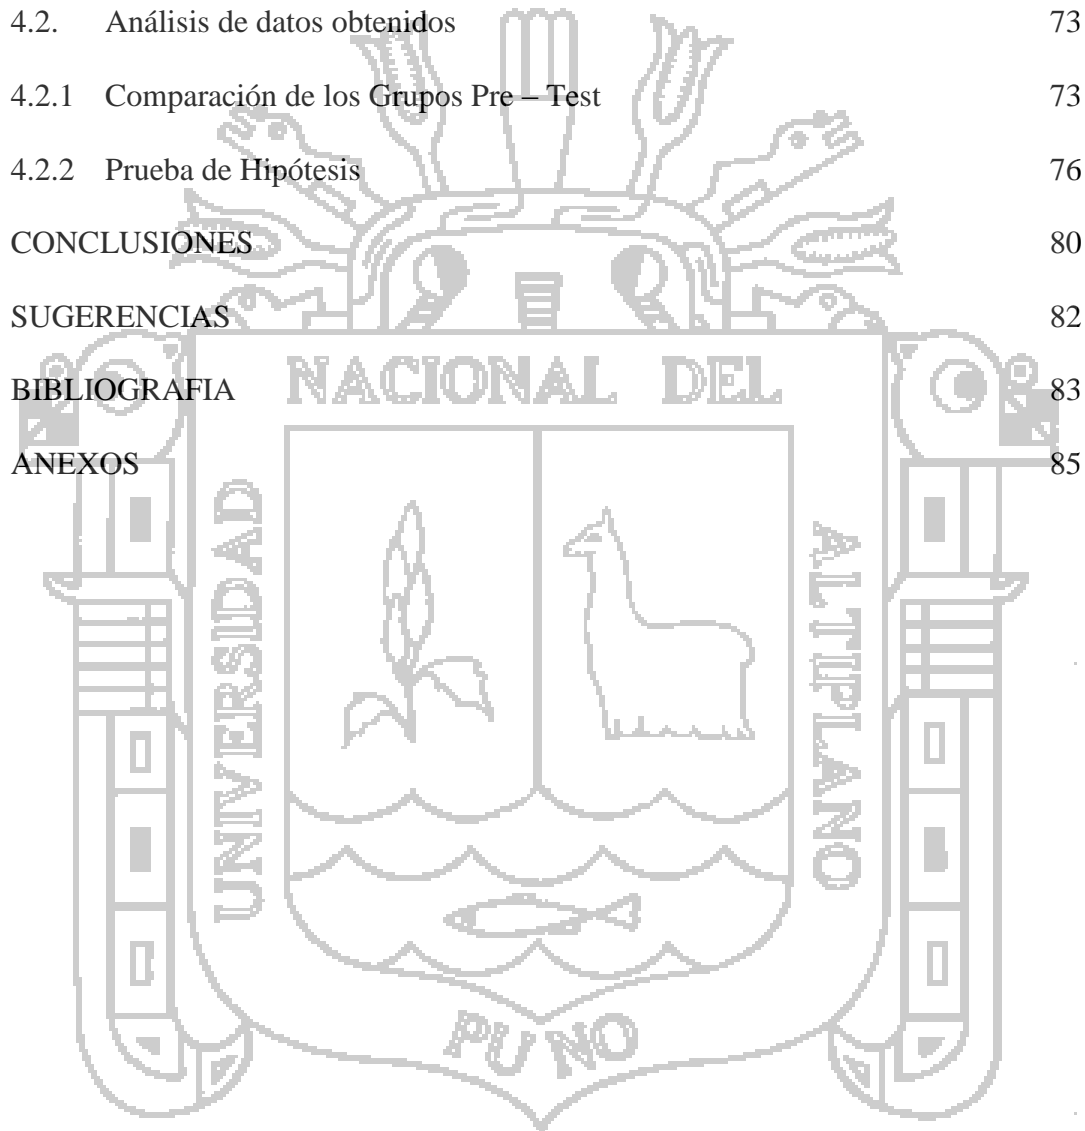 4.2. Análisis de datos obtenidos 73
4.2.1 Comparación de los Grupos Pre – Test 73
4.2.2 Prueba de Hipótesis 76
CONCLUSIONES 80
SUGERENCIAS 82
BIBLIOGRAFIA 83
ANEXOS 85
UNIVERSIDAD
NACIONAL DEL
ALTIPLANO
PUNO